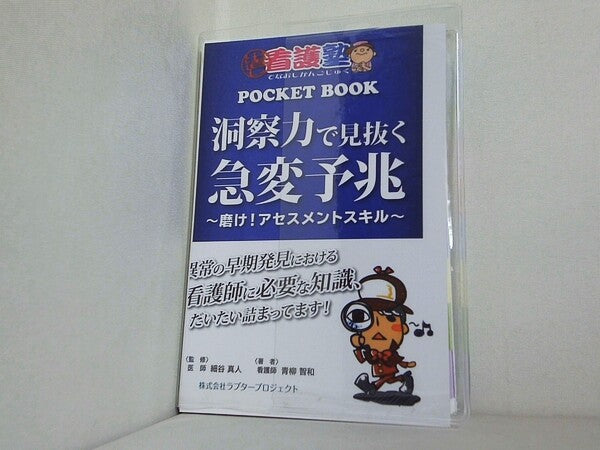 看護塾
でなおしかんごじゅく
POCKET BOOK
洞察力で見抜く
急変予兆
～磨け！アセスメントスキル～
異常の早期発見における
看護師に必要な知識、
だいたい詰まってます！
（監 修） （著 者）
医 師 細谷 真人 看護師 青柳 智和
株式会社ラプタープロジェクト